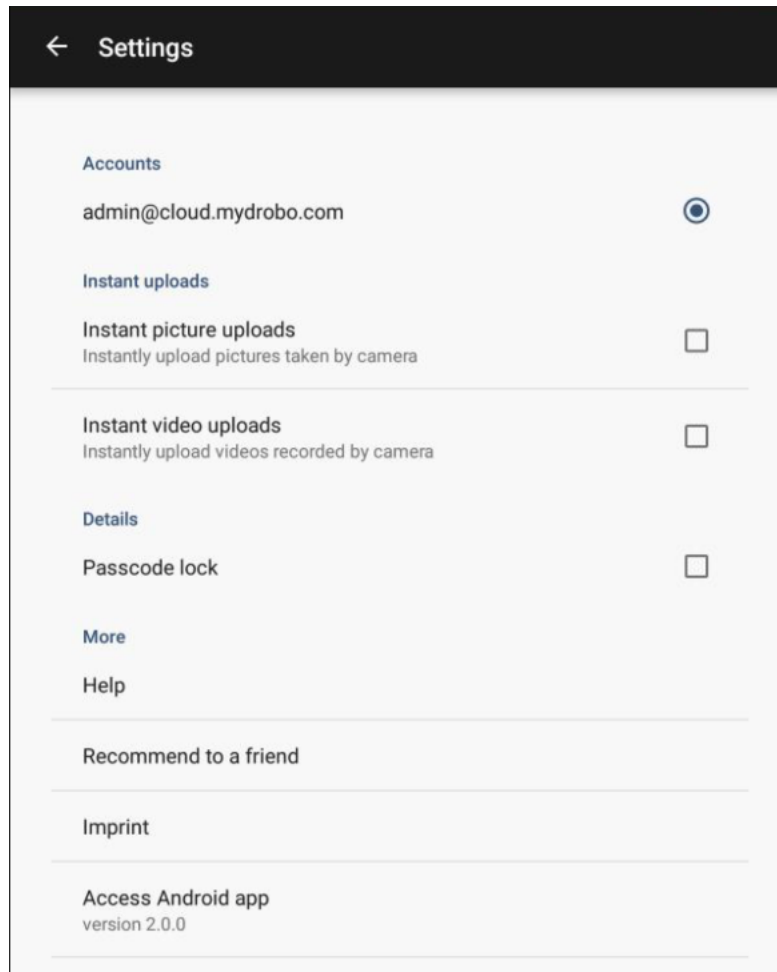 Settings
Accounts
admin@cloud.mydrobo.com
Instant uploads
Instant picture uploads
Instantly upload pictures taken by camera
Instant video uploads
Instantly upload videos recorded by camera
Details
Passcode lock
More
Help
Recommend to a friend
Imprint
Access Android app
version 2.0.0